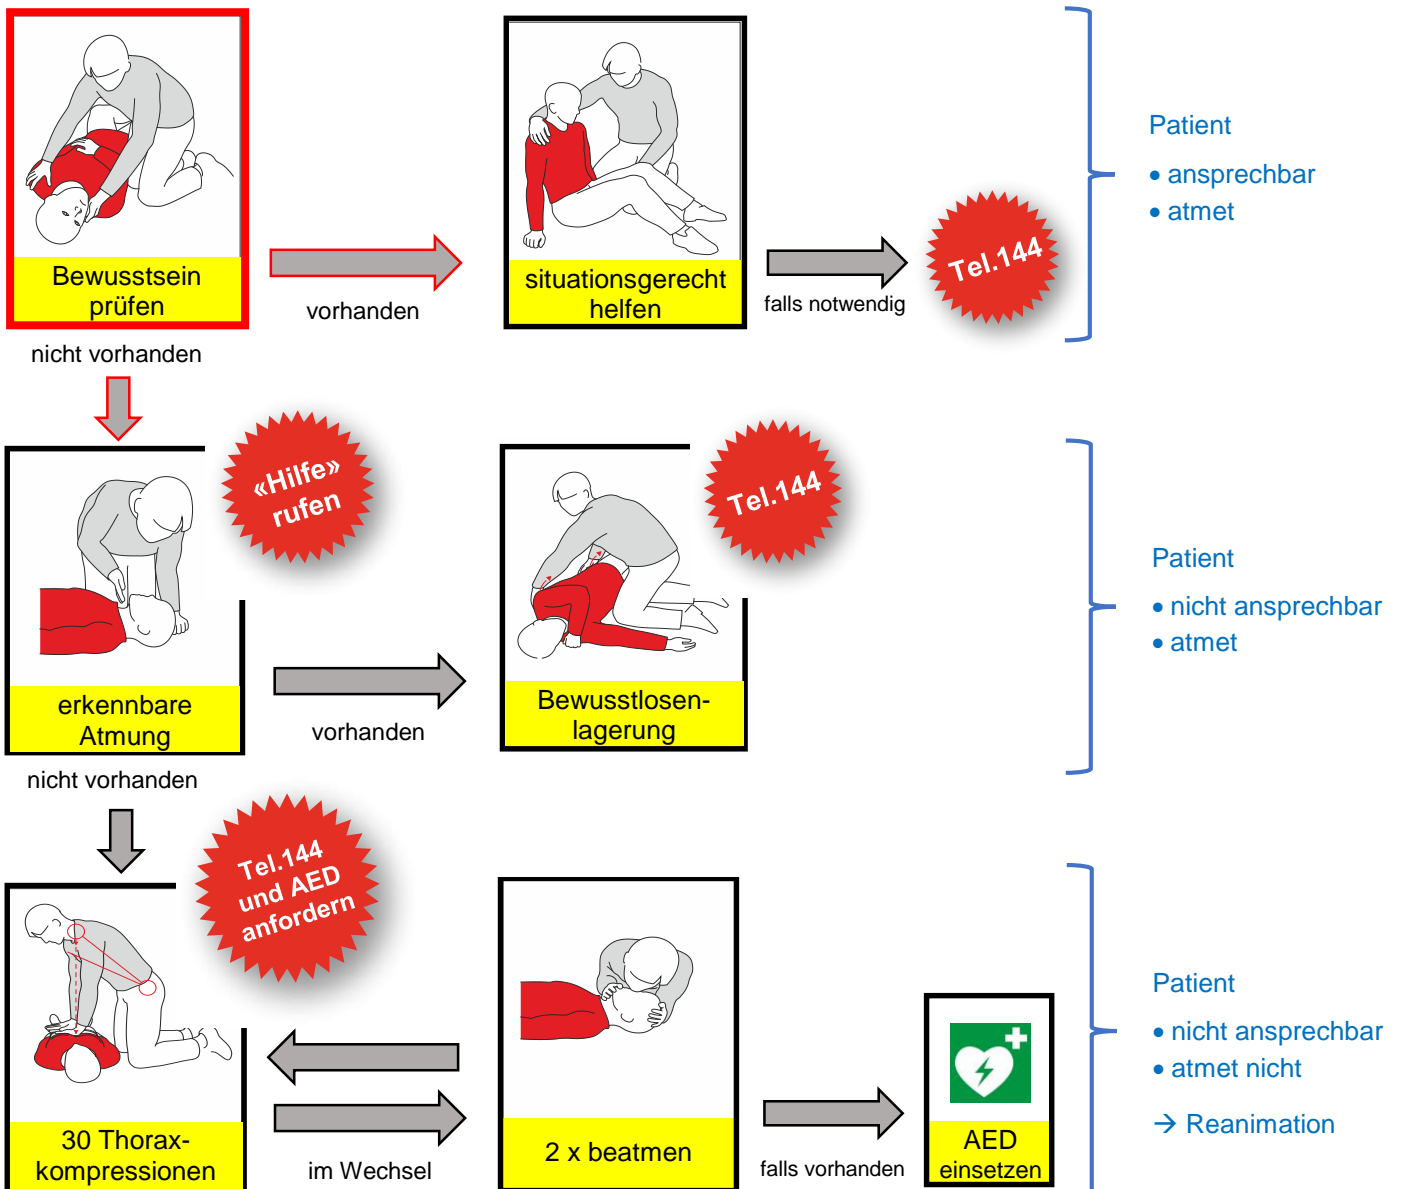 Bewusstsein
prüfen
vorhanden
situationsgerecht
helfen
falls notwendig
Tel.144
Patient
• ansprechbar
• atmet
nicht vorhanden
«Hilfe»
rufen
erkennbare
Atmung
vorhanden
Bewusstlosen-
lagerung
Tel.144
Patient
• nicht ansprechbar
• atmet
nicht vorhanden
Tel.144
und AED
anfordern
30 Thorax-
kompressionen
im Wechsel
2 x beatmen
falls vorhanden
AED
einsetzen
Patient
• nicht ansprechbar
• atmet nicht
→ Reanimation